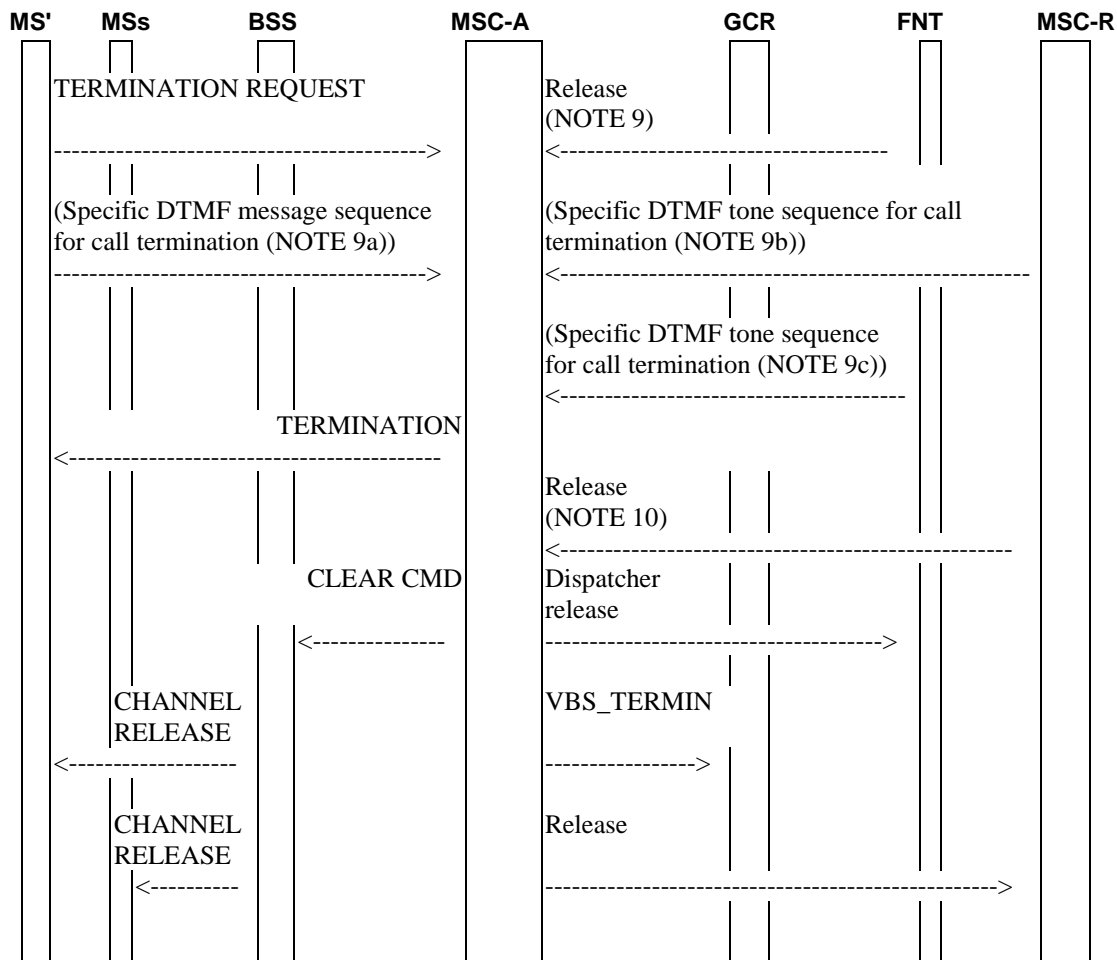 MS' MSs BSS MSC-A GCR FNT MSC-R
TERMINATION REQUEST
Release
(NOTE 9)
------------------------------------------>
<-------------------------------------
(Specific DTMF message sequence
for call termination (NOTE 9a))
------------------------------------------>
(Specific DTMF tone sequence for call
termination (NOTE 9b))
<-----------------------------------------------------
(Specific DTMF tone sequence
for call termination (NOTE 9c))
<---------------------------------------
TERMINATION
<------------------------------------------
Release
(NOTE 10)
<---------------------------------------------------
CLEAR CMD
<---------------
Dispatcher
release
-------------------------------------->
CHANNEL
RELEASE
<-------------------
VBS_TERMIN
----------------->
CHANNEL
RELEASE
<----------
Release
--------------------------------------------------->